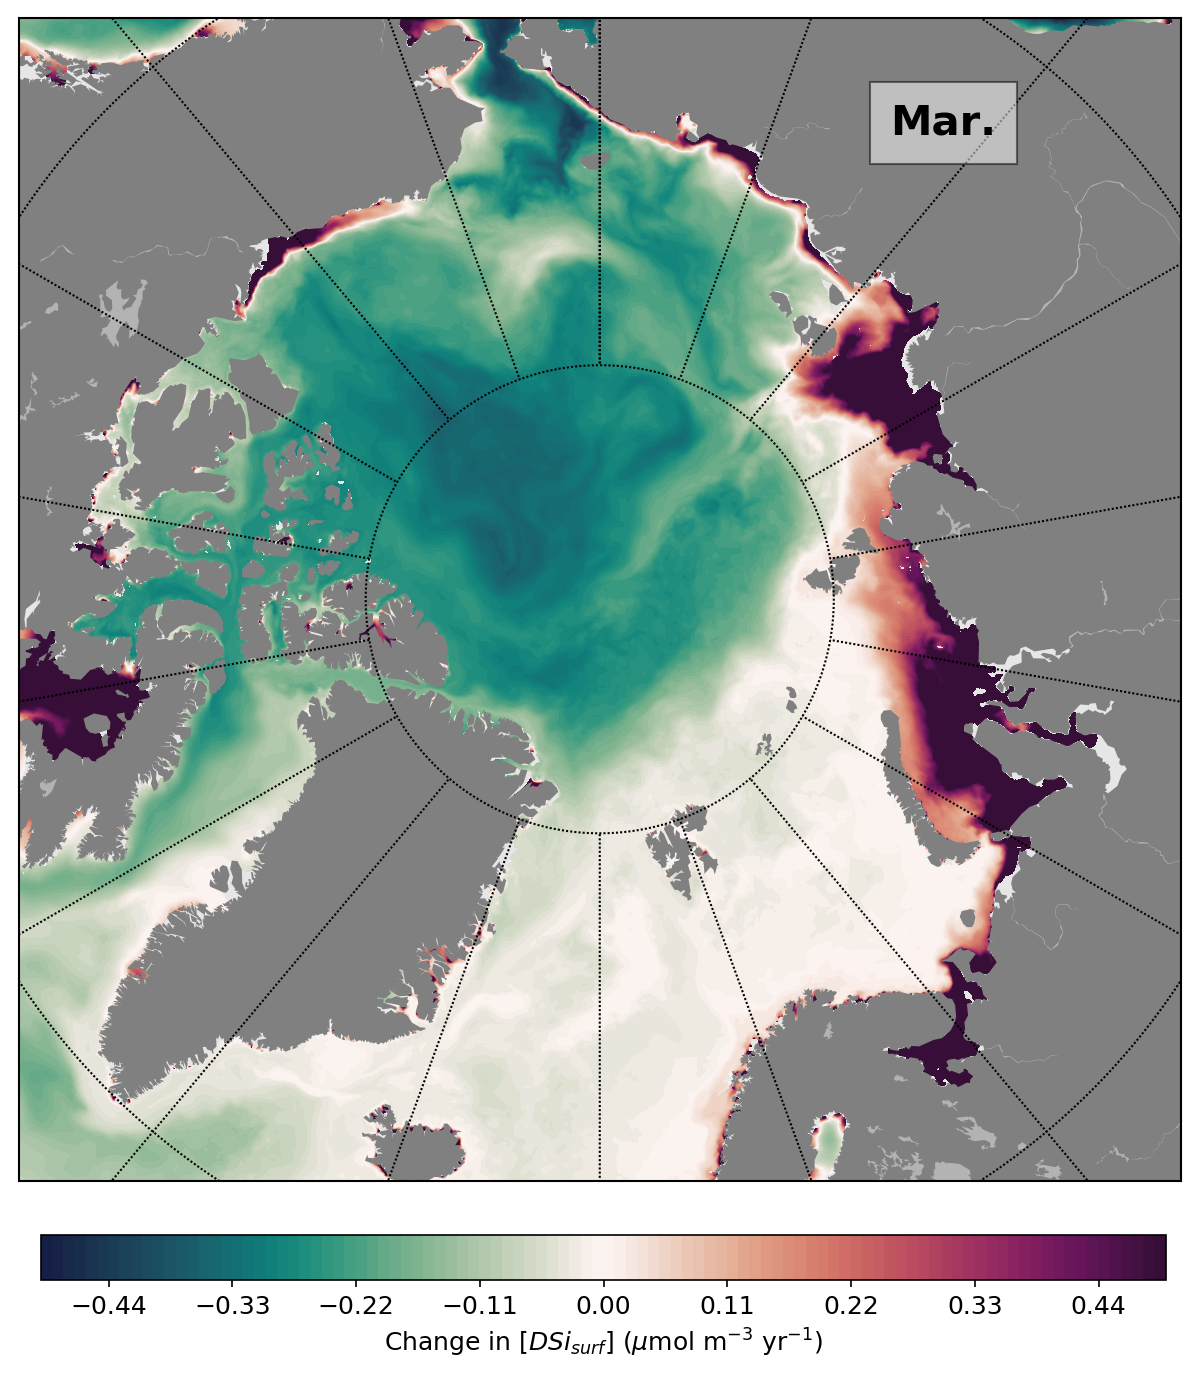 Mar.
−0.44 −0.33 −0.22 −0.11 0.00 0.11 0.22 0.33 0.44
Change in [DSi_surf] (μmol m⁻³ yr⁻¹)